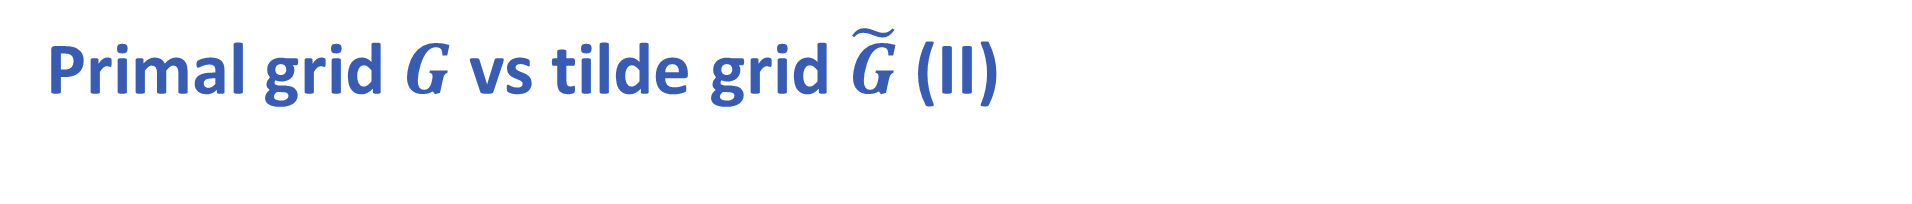 Primal grid G vs tilde grid G̃ (II)